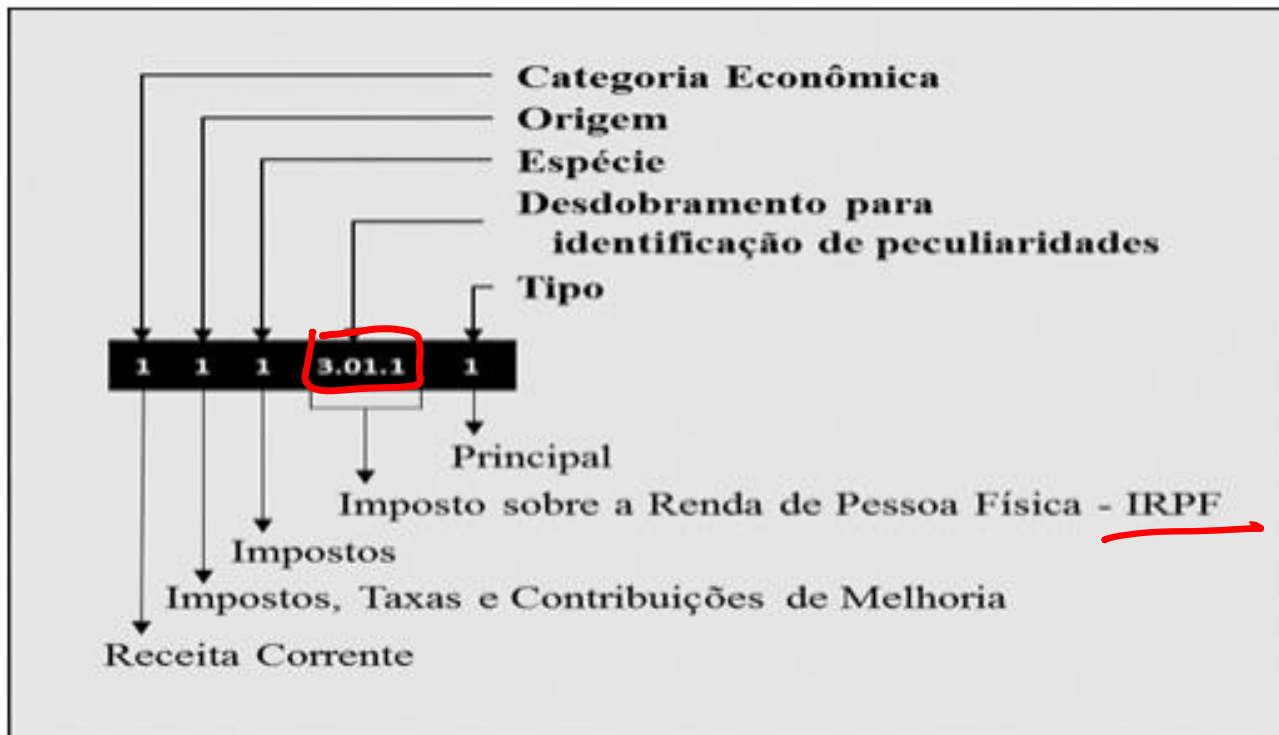 Categoria Econômica
Origem
Espécie
Desdobramento para
identificação de peculiaridades
Tipo
1 1 1 3.01.1 1
Principal
Imposto sobre a Renda de Pessoa Física - IRPF
Impostos
Impostos, Taxas e Contribuições de Melhoria
Receita Corrente